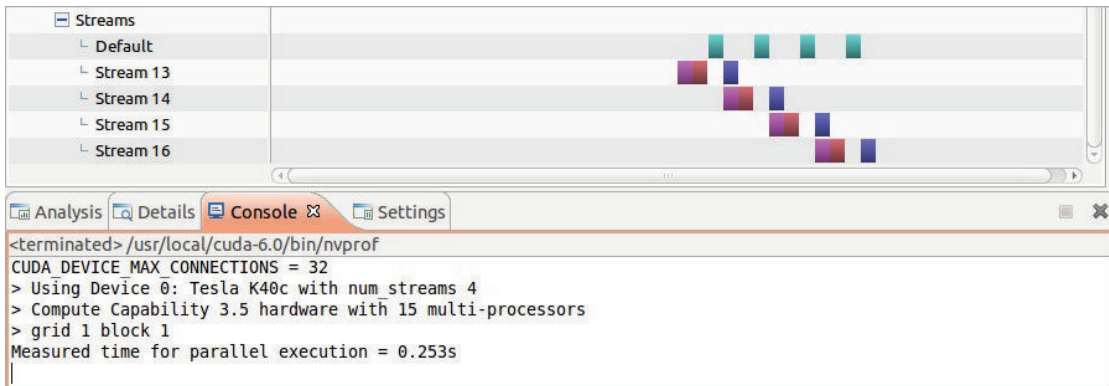 Streams
Default
Stream 13
Stream 14
Stream 15
Stream 16
Analysis Details Console Settings
<terminated> /usr/local/cuda-6.0/bin/nvprof
CUDA_DEVICE_MAX_CONNECTIONS = 32
> Using Device 0: Tesla K40c with num_streams 4
> Compute Capability 3.5 hardware with 15 multi-processors
> grid 1 block 1
Measured time for parallel execution = 0.253s